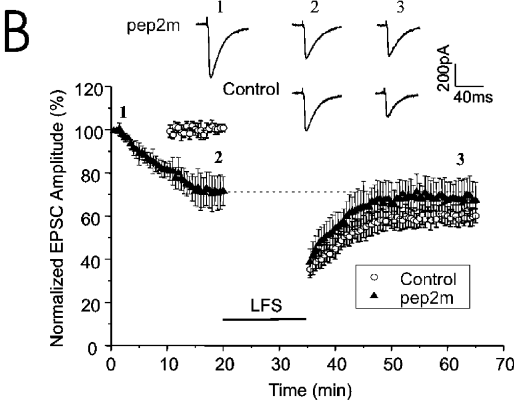 B
1 2 3
pep2m
Control
200pA
40ms
Normalized EPSC Amplitude (%)
120
100
80
60
40
20
0
1
2
3
LFS
Control
pep2m
0 10 20 30 40 50 60 70
Time (min)